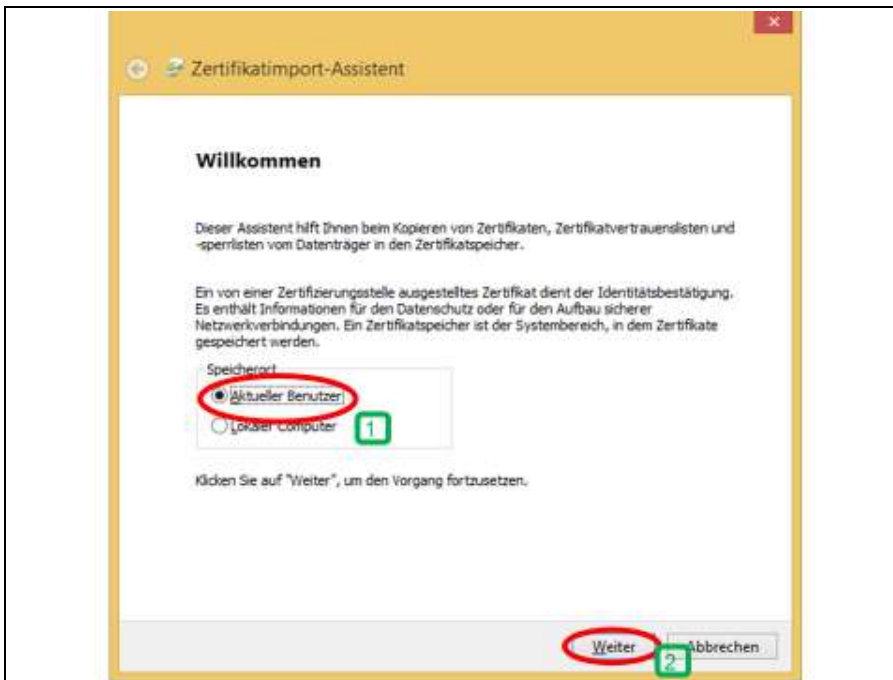 Zertifikatimport-Assistent
Willkommen
Dieser Assistent hilft Ihnen beim Kopieren von Zertifikaten, Zertifikatvertrauenslisten und
-sperrlisten vom Datenträger in den Zertifikatspeicher.
Ein von einer Zertifizierungsstelle ausgestelltes Zertifikat dient der Identitätsbestätigung.
Es enthält Informationen für den Datenschutz oder für den Aufbau sicherer
Netzwerkverbindungen. Ein Zertifikatspeicher ist der Systembereich, in dem Zertifikate
gespeichert werden.
Speicherort
Aktueller Benutzer
Lokaler Computer 1
Klicken Sie auf "Weiter", um den Vorgang fortzusetzen.
Weiter 2 Abbrechen